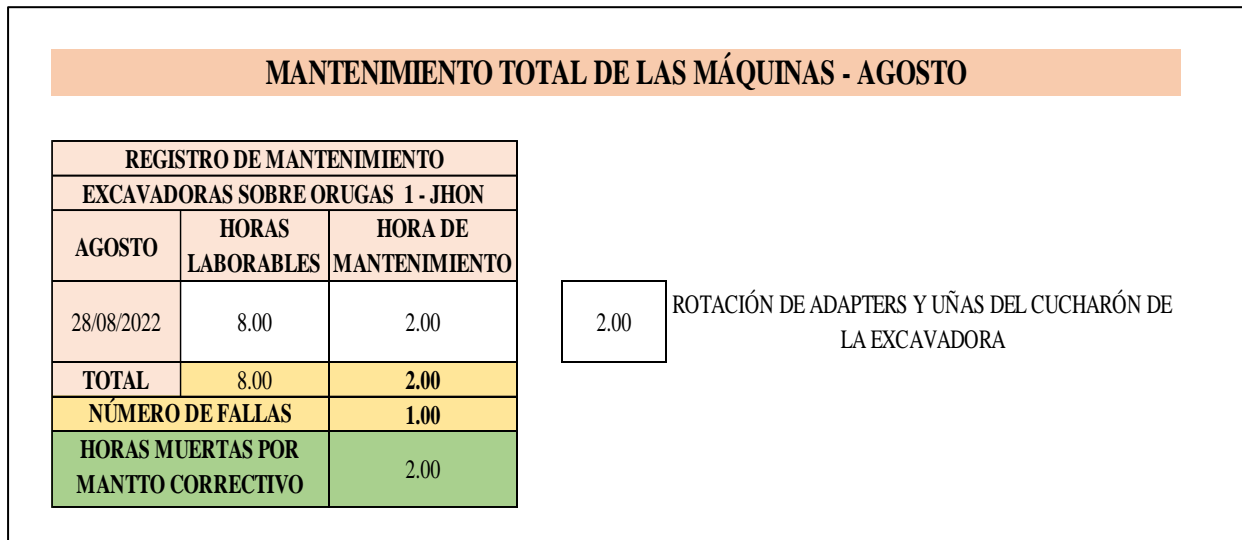 MANTENIMIENTO TOTAL DE LAS MÁQUINAS - AGOSTO
REGISTRO DE MANTENIMIENTO
EXCAVADORAS SOBRE ORUGAS 1 - JHON
AGOSTO
HORAS
LABORABLES
HORA DE
MANTENIMIENTO
28/08/2022
8.00
2.00
2.00
ROTACIÓN DE ADAPTERS Y UÑAS DEL CUCHARÓN DE
LA EXCAVADORA
TOTAL
8.00
2.00
NÚMERO DE FALLAS
1.00
HORAS MUERTAS POR
MANTTO CORRECTIVO
2.00